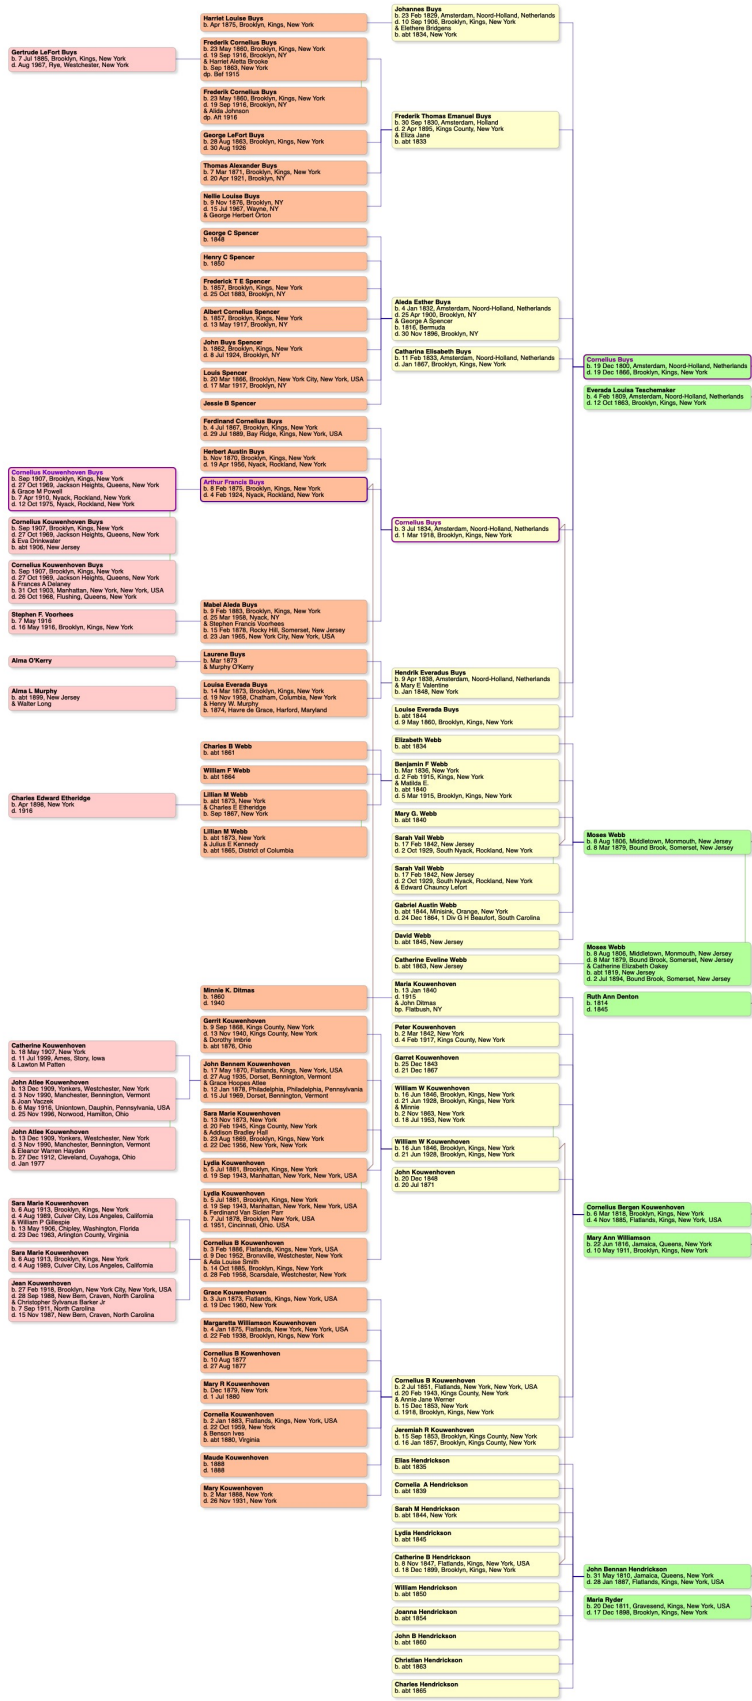 Gertrude LeFort Buys
b. 7 Jul 1885, Brooklyn, Kings, New York
d. Aug 1967, Rye, Westchester, New York
Cornelius Kouwenhoven Buys
b. Sep 1907, Brooklyn, Kings, New York
d. 27 Oct 1969, Jackson Heights, Queens, New York
& Grace M Powell
b. 7 Apr 1910, Nyack, Rockland, New York
d. 12 Oct 1975, Nyack, Rockland, New York
Cornelius Kouwenhoven Buys
b. Sep 1907, Brooklyn, Kings, New York
d. 27 Oct 1969, Jackson Heights, Queens, New York
& Eva Drinkwater
b. abt 1906, New Jersey
Cornelius Kouwenhoven Buys
b. Sep 1907, Brooklyn, Kings, New York
d. 27 Oct 1969, Jackson Heights, Queens, New York
& Frances A Delaney
b. 31 Oct 1903, Manhattan, New York, New York, USA
d. 26 Oct 1968, Flushing, Queens, New York
Stephen F. Voorhees
b. 7 May 1916
d. 16 May 1916, Brooklyn, Kings, New York
Alma O'Kerry
Alma L Murphy
b. abt 1899, New Jersey
& Walter Long
Charles Edward Etheridge
b. Apr 1898, New York
d. 1916
Catherine Kouwenhoven
b. 18 May 1907, New York
d. 11 Jul 1999, Ames, Story, Iowa
& Lawton M Patten
John Atlee Kouwenhoven
b. 13 Dec 1909, Yonkers, Westchester, New York
d. 3 Nov 1990, Manchester, Bennington, Vermont
& Joan Vaczek
b. 6 May 1916, Uniontown, Dauphin, Pennsylvania, USA
d. 25 Nov 1996, Norwood, Hamilton, Ohio
John Atlee Kouwenhoven
b. 13 Dec 1909, Yonkers, Westchester, New York
d. 3 Nov 1990, Manchester, Bennington, Vermont
& Eleanor Warren Hayden
b. 27 Dec 1912, Cleveland, Cuyahoga, Ohio
d. Jan 1977
Sara Marie Kouwenhoven
b. 6 Aug 1913, Brooklyn, Kings, New York
d. 4 Aug 1989, Culver City, Los Angeles, California
& William P Gillespie
b. 13 May 1906, Chipley, Washington, Florida
d. 23 Dec 1963, Arlington County, Virginia
Sara Marie Kouwenhoven
b. 6 Aug 1913, Brooklyn, Kings, New York
d. 4 Aug 1989, Culver City, Los Angeles, California
Jean Kouwenhoven
b. 27 Feb 1918, Brooklyn, New York City, New York, USA
d. 28 Sep 1988, New Bern, Craven, North Carolina
& Christopher Sylvanus Barker Jr
b. 7 Sep 1911, North Carolina
d. 15 Nov 1967, New Bern, Craven, North Carolina
Harriet Louise Buys
b. Apr 1875, Brooklyn, Kings, New York
Frederik Cornelius Buys
b. 23 May 1860, Brooklyn, Kings, New York
d. 19 Sep 1916, Brooklyn, NY
& Harriet Aletta Brooke
b. Sep 1863, New York
dp. Bef 1915
Frederik Cornelius Buys
b. 23 May 1860, Brooklyn, Kings, New York
d. 19 Sep 1916, Brooklyn, NY
& Alida Johnson
dp. Aft 1916
George LeFort Buys
b. 28 Aug 1863, Brooklyn, Kings, New York
d. 30 Aug 1926
Thomas Alexander Buys
b. 7 Mar 1871, Brooklyn, Kings, New York
d. 20 Apr 1921, Brooklyn, NY
Nellie Louise Buys
b. 9 Nov 1876, Brooklyn, NY
d. 15 Jul 1967, Wayne, NY
& George Herbert Orton
George C Spencer
b. 1848
Henry C Spencer
b. 1850
Frederick T E Spencer
b. 1857, Brooklyn, Kings, New York
d. 25 Oct 1883, Brooklyn, NY
Albert Cornelius Spencer
b. 1857, Brooklyn, Kings, New York
d. 13 May 1917, Brooklyn, NY
John Buys Spencer
b. 1862, Brooklyn, Kings, New York
d. 8 Jul 1924, Brooklyn, NY
Louis Spencer
b. 20 Mar 1866, Brooklyn, New York City, New York, USA
d. 17 Mar 1917, Brooklyn, NY
Jessie B Spencer
Ferdinand Cornelius Buys
b. 4 Jul 1867, Brooklyn, Kings, New York
d. 29 Jul 1889, Bay Ridge, Kings, New York, USA
Herbert Austin Buys
b. Nov 1870, Brooklyn, Kings, New York
d. 19 Apr 1956, Nyack, Rockland, New York
Arthur Francis Buys
b. 8 Feb 1875, Brooklyn, Kings, New York
d. 4 Feb 1924, Nyack, Rockland, New York
Mabel Aleda Buys
b. 9 Feb 1883, Brooklyn, Kings, New York
d. 25 Mar 1958, Nyack, NY
& Stephen Francis Voorhees
b. 15 Feb 1878, Rocky Hill, Somerset, New Jersey
d. 23 Jan 1965, New York City, New York, USA
Laurene Buys
b. Mar 1873
& Murphy O'Kerry
Louisa Everada Buys
b. 14 Mar 1873, Brooklyn, Kings, New York
d. 19 Nov 1958, Chatham, Columbia, New York
& Henry W. Murphy
b. 1874, Havre de Grace, Harford, Maryland
Charles B Webb
b. abt 1861
William F Webb
b. abt 1864
Lillian M Webb
b. abt 1873, New York
& Charles E Etheridge
b. Sep 1867, New York
Lillian M Webb
b. abt 1873, New York
& Julius E Kennedy
b. abt 1865, District of Columbia
Minnie K. Ditmas
b. 1860
d. 1940
Gerrit Kouwenhoven
b. 9 Sep 1868, Kings County, New York
d. 13 Nov 1940, Kings County, New York
& Dorothy Imbrie
b. abt 1876, Ohio
John Bennem Kouwenhoven
b. 17 May 1870, Flatlands, Kings, New York, USA
d. 27 Aug 1935, Dorset, Bennington, Vermont
& Grace Hoopes Atlee
b. 12 Jan 1878, Philadelphia, Philadelphia, Pennsylvania
d. 15 Jul 1969, Dorset, Bennington, Vermont
Sara Marie Kouwenhoven
b. 13 Nov 1873, New York
d. 20 Feb 1945, Kings County, New York
& Addison Bradley Hall
b. 23 Aug 1869, Brooklyn, Kings, New York
d. 22 Dec 1956, New York, New York
Lydia Kouwenhoven
b. 5 Jul 1881, Brooklyn, Kings, New York
d. 19 Sep 1943, Manhattan, New York, New York, USA
Lydia Kouwenhoven
b. 5 Jul 1881, Brooklyn, Kings, New York
d. 19 Sep 1943, Manhattan, New York, New York, USA
& Ferdinand Van Siclen Parr
b. 7 Jul 1878, Brooklyn, New York, USA
d. 1951, Cincinnati, Ohio, USA
Cornelius B Kouwenhoven
b. 3 Feb 1886, Flatlands, Kings, New York, USA
d. 9 Dec 1952, Bronxville, Westchester, New York
& Ada Louise Smith
b. 14 Oct 1885, Brooklyn, Kings, New York
d. 28 Feb 1958, Scarsdale, Westchester, New York
Grace Kouwenhoven
b. 3 Jun 1873, Flatlands, Kings, New York, USA
d. 19 Dec 1960, New York
Margaretta Williamson Kouwenhoven
b. 4 Jan 1875, Flatlands, New York, New York, USA
d. 22 Feb 1938, Brooklyn, Kings, New York
Cornelius B Kowenhoven
b. 10 Aug 1877
d. 27 Aug 1877
Mary R Kouwenhoven
b. Dec 1879, New York
d. 1 Jul 1880
Cornelia Kouwenhoven
b. 2 Jan 1883, Flatlands, Kings, New York, USA
d. 22 Oct 1959, New York
& Benson Ives
b. abt 1880, Virginia
Maude Kouwenhoven
b. 1888
d. 1888
Mary Kouwenhoven
b. 2 Mar 1888, New York
d. 26 Nov 1931, New York
Johannes Buys
b. 23 Feb 1829, Amsterdam, Noord-Holland, Netherlands
d. 10 Sep 1906, Brooklyn, Kings, New York
& Elethere Bridgens
b. abt 1834, New York
Frederik Thomas Emanuel Buys
b. 30 Sep 1830, Amsterdam, Holland
d. 2 Apr 1895, Kings County, New York
& Eliza Jane
b. abt 1833
Aleda Esther Buys
b. 4 Jan 1832, Amsterdam, Noord-Holland, Netherlands
d. 25 Apr 1900, Brooklyn, NY
& George A Spencer
b. 1816, Bermuda
d. 30 Nov 1896, Brooklyn, NY
Catharina Elisabeth Buys
b. 11 Feb 1833, Amsterdam, Noord-Holland, Netherlands
d. Jan 1867, Brooklyn, Kings, New York
Cornelius Buys
b. 3 Jul 1834, Amsterdam, Noord-Holland, Netherlands
d. 1 Mar 1918, Brooklyn, Kings, New York
Hendrik Everadus Buys
b. 9 Apr 1838, Amsterdam, Noord-Holland, Netherlands
& Mary E Valentine
b. Jan 1848, New York
Louise Everada Buys
b. abt 1844
d. 9 May 1860, Brooklyn, Kings, New York
Elizabeth Webb
b. abt 1834
Benjamin F Webb
b. Mar 1836, New York
d. 2 Feb 1915, Kings, New York
& Matilda E.
b. abt 1840
d. 5 Mar 1915, Brooklyn, Kings, New York
Mary G. Webb
b. abt 1840
Sarah Vail Webb
b. 17 Feb 1842, New Jersey
d. 2 Oct 1929, South Nyack, Rockland, New York
Sarah Vail Webb
b. 17 Feb 1842, New Jersey
d. 2 Oct 1929, South Nyack, Rockland, New York
& Edward Chauncy Lefort
Gabriel Austin Webb
b. abt 1844, Minisink, Orange, New York
d. 24 Dec 1864, 1 Div G H Beaufort, South Carolina
David Webb
b. abt 1845, New Jersey
Catherine Eveline Webb
b. abt 1863, New Jersey
Maria Kouwenhoven
b. 13 Jan 1840
d. 1915
& John Ditmas
bp. Flatbush, NY
Peter Kouwenhoven
b. 2 Mar 1842, New York
d. 4 Feb 1917, Kings County, New York
Garret Kouwenhoven
b. 25 Dec 1843
d. 21 Dec 1867
William W Kouwenhoven
b. 16 Jun 1846, Brooklyn, Kings, New York
d. 21 Jun 1928, Brooklyn, Kings, New York
& Minnie
b. 2 Nov 1863, New York
d. 18 Jul 1953, New York
William W Kouwenhoven
b. 16 Jun 1846, Brooklyn, Kings, New York
d. 21 Jun 1928, Brooklyn, Kings, New York
John Kouwenhoven
b. 20 Dec 1848
d. 20 Jul 1871
Cornelius B Kouwenhoven
b. 2 Jul 1851, Flatlands, New York, New York, USA
d. 20 Feb 1943, Kings County, New York
& Annie Jane Werner
b. 15 Dec 1853, New York
d. 1918, Brooklyn, Kings, New York
Jeremiah R Kouwenhoven
b. 15 Sep 1853, Brooklyn, Kings County, New York
d. 16 Jan 1857, Brooklyn, Kings County, New York
Elias Hendrickson
b. abt 1835
Cornelia A Hendrickson
b. abt 1839
Sarah M Hendrickson
b. abt 1844, New York
Lydia Hendrickson
b. abt 1845
Catherine B Hendrickson
b. 8 Nov 1847, Flatlands, Kings, New York, USA
d. 18 Dec 1899, Brooklyn, Kings, New York
William Hendrickson
b. abt 1850
Joanna Hendrickson
b. abt 1854
John B Hendrickson
b. abt 1860
Christian Hendrickson
b. abt 1863
Charles Hendrickson
b. abt 1865
Cornelius Buys
b. 19 Dec 1800, Amsterdam, Noord-Holland, Netherlands
d. 19 Dec 1866, Brooklyn, Kings, New York
Everada Louisa Teschemaker
b. 4 Feb 1809, Amsterdam, Noord-Holland, Netherlands
d. 12 Oct 1863, Brooklyn, Kings, New York
Moses Webb
b. 8 Aug 1806, Middletown, Monmouth, New Jersey
d. 8 Mar 1879, Bound Brook, Somerset, New Jersey
Moses Webb
b. 8 Aug 1806, Middletown, Monmouth, New Jersey
d. 8 Mar 1879, Bound Brook, Somerset, New Jersey
& Catherine Elizabeth Oakey
b. abt 1819, New Jersey
d. 2 Jul 1894, Bound Brook, Somerset, New Jersey
Ruth Ann Denton
b. 1814
d. 1845
Cornelius Bergen Kouwenhoven
b. 6 Mar 1818, Brooklyn, Kings, New York
d. 4 Nov 1885, Flatlands, Kings, New York, USA
Mary Ann Williamson
b. 22 Jun 1816, Jamaica, Queens, New York
d. 10 May 1911, Brooklyn, Kings, New York
John Bennan Hendrickson
b. 31 May 1810, Jamaica, Queens, New York
d. 28 Jan 1887, Flatlands, Kings, New York, USA
Maria Ryder
b. 20 Dec 1811, Gravesend, Kings, New York, USA
d. 17 Dec 1898, Brooklyn, Kings, New York